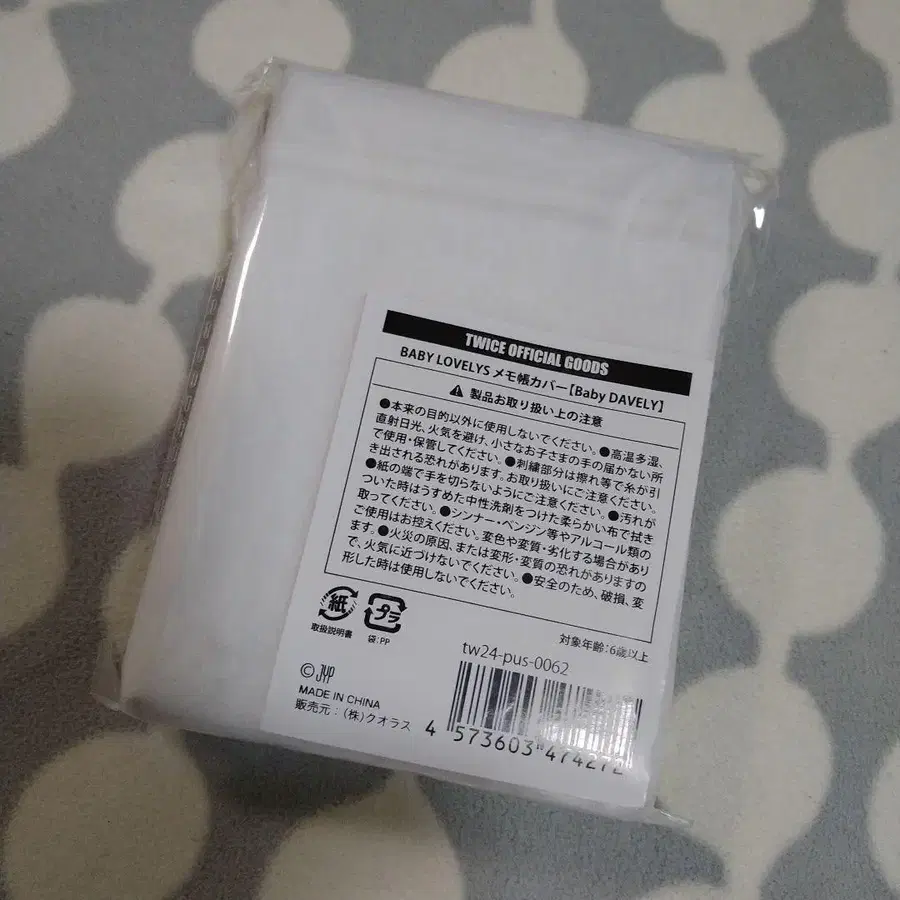 TWICE OFFICIAL GOODS
BABY LOVELYS メモ帳カバー【Baby DAVELY】
製品お取り扱い上の注意
●本来の目的以外に使用しないでください。●高温多湿、
直射日光、火気を避け、小さなお子さまの手の届かない所
で使用・保管してください。●刺繍部分は擦れ等で糸が引
き出される恐れがあります。お取り扱いにご注意ください。
●紙の端で手を切らないようにご注意ください。●汚れが
ついた時はうすめた中性洗剤をつけた柔らかい布で拭き
取ってください。●シンナー・ベンジン等やアルコール類の
ご使用はお控えください。変色や変質・劣化する場合があり
ます。●火災の原因、または変形・変質の恐れがありますの
で、火気に近づけないでください。●安全のため、破損、変
形した時は使用しないでください。
紙
プラ
取扱説明書
袋:PP
対象年齢:6歳以上
tw24-pus-0062
© JYP
MADE IN CHINA
販売元:(株)クオラス
4 573603 474272